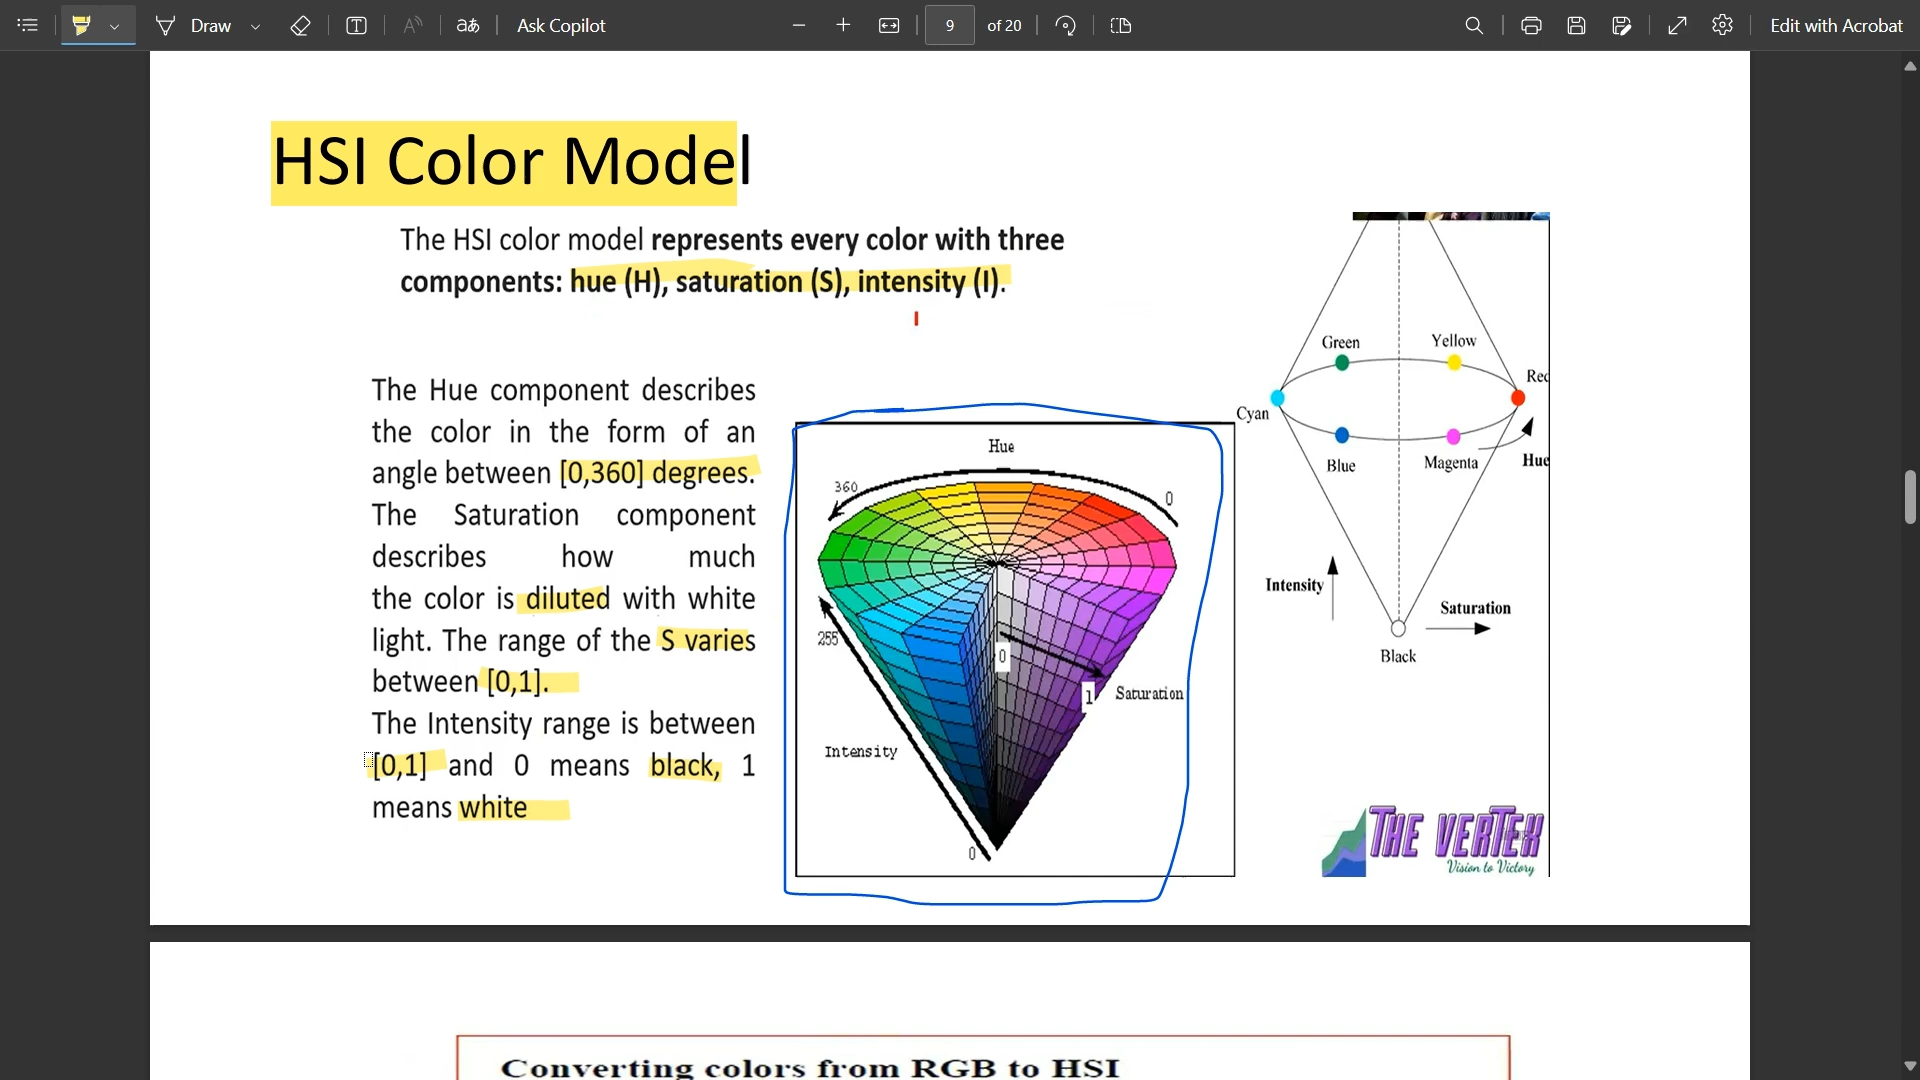 Draw
aあ
Ask Copilot
9 of 20
Edit with Acrobat
HSI Color Model
The HSI color model represents every color with three
components: hue (H), saturation (S), intensity (I).
The Hue component describes
the color in the form of an
angle between [0,360] degrees.
The Saturation component
describes how much
the color is diluted with white
light. The range of the S varies
between [0,1].
The Intensity range is between
[0,1] and 0 means black, 1
means white
Hue
360
0
255
0
1
Saturation
Intensity
0
Green
Yellow
Red
Cyan
Blue
Magenta
Hue
Intensity
Saturation
Black
THE VERTEX
Vision to Victory
Converting colors from RGB to HSI